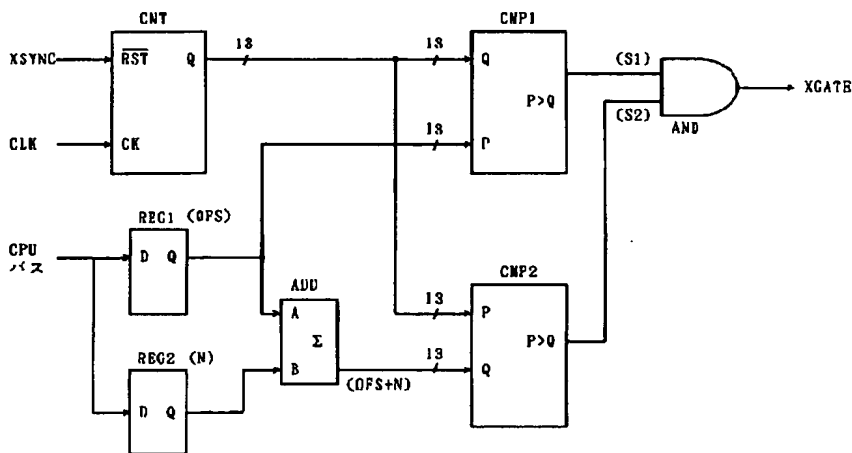 CNT
XSYNC
RST
Q
CLK
CK
13
13
CMP1
Q
P>Q
P
13
(S1)
(S2)
AND
XGATE
CPU
バス
REG1 (OFS)
D Q
ADD
A
Σ
B
REG2 (N)
D Q
13
13
(OFS+N)
CMP2
P
P>Q
Q